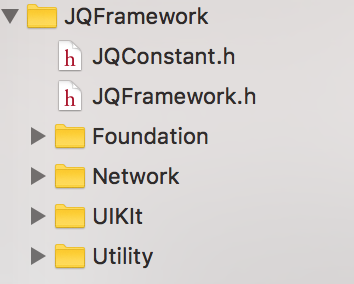 JQFramework
h JQConstant.h
h JQFramework.h
Foundation
Network
UIKIt
Utility